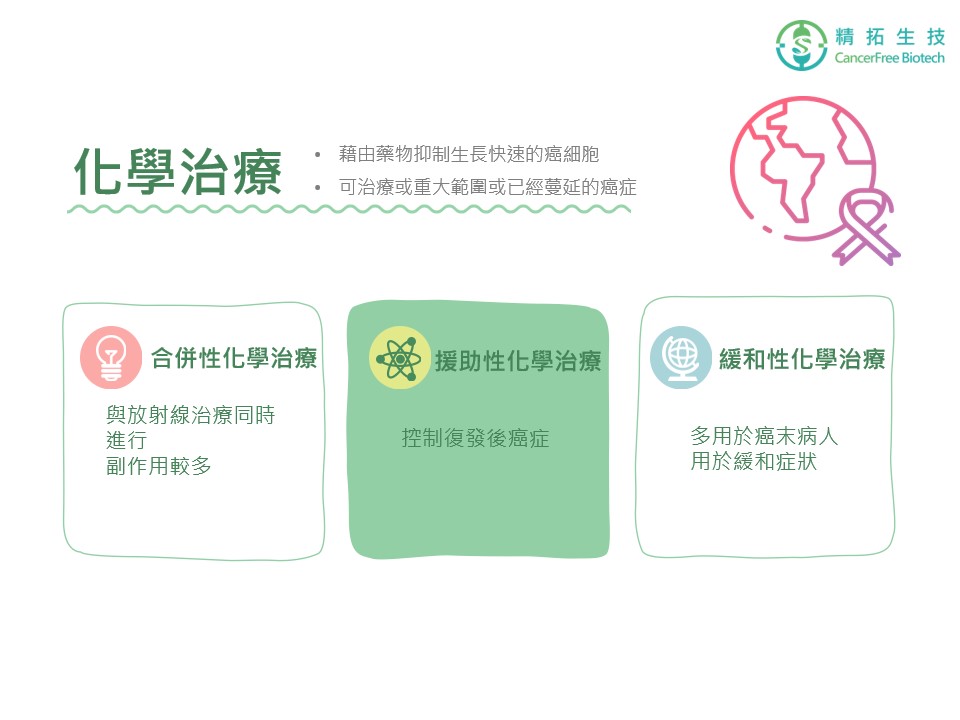 精拓生技
CancerFree Biotech
化學治療
• 藉由藥物抑制生長快速的癌細胞
• 可治療或重大範圍或已經蔓延的癌症
合併性化學治療
與放射線治療同時
進行
副作用較多
援助性化學治療
控制復發後癌症
緩和性化學治療
多用於癌末病人
用於緩和症狀